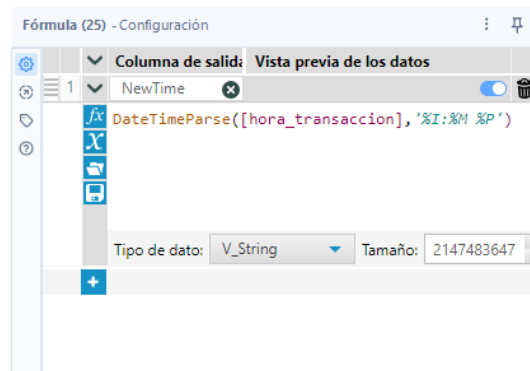 Fórmula (25) - Configuración
Columna de salida Vista previa de los datos
1 NewTime
fx DateTimeParse([hora_transaccion],'%I:%M %P')
X
Tipo de dato: V_String Tamaño: 2147483647